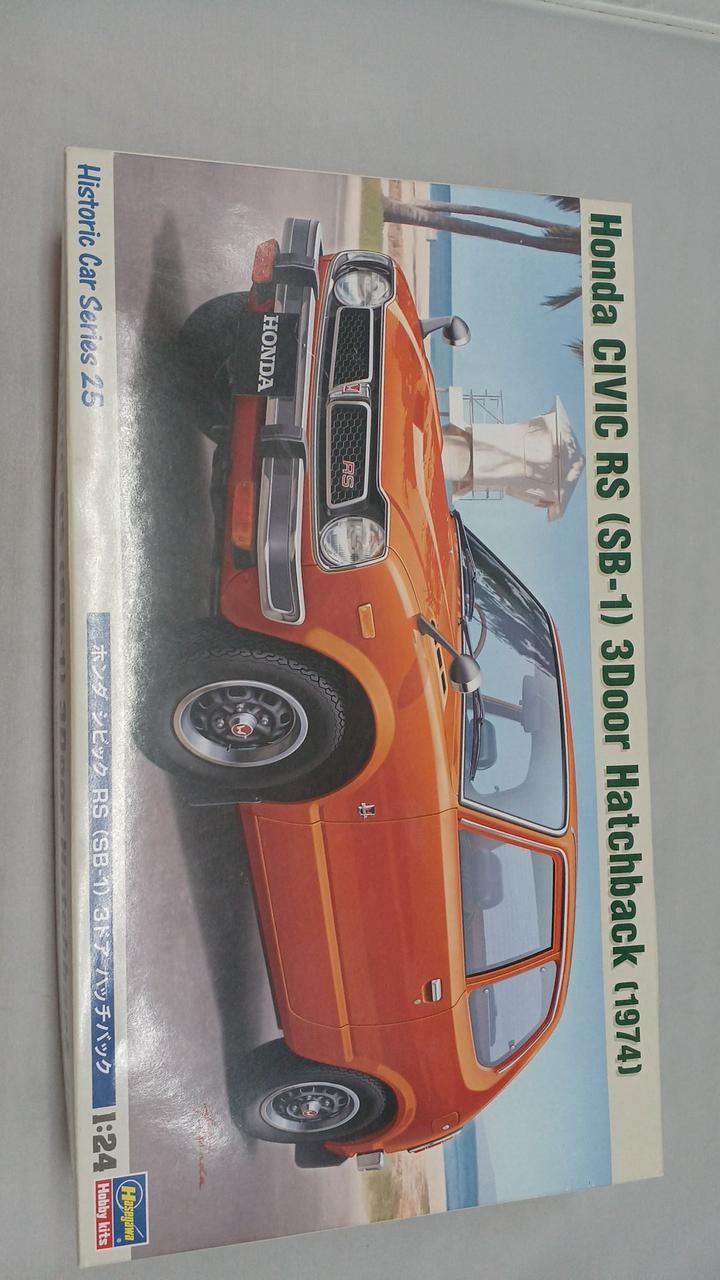 Honda CIVIC RS (SB-1) 3Door Hatchback (1974)
HONDA
RS
Historic Car Series 25
ホンダ シビック RS (SB-1) 3ドア ハッチバック
1:24
Hasegawa
Hobby kits